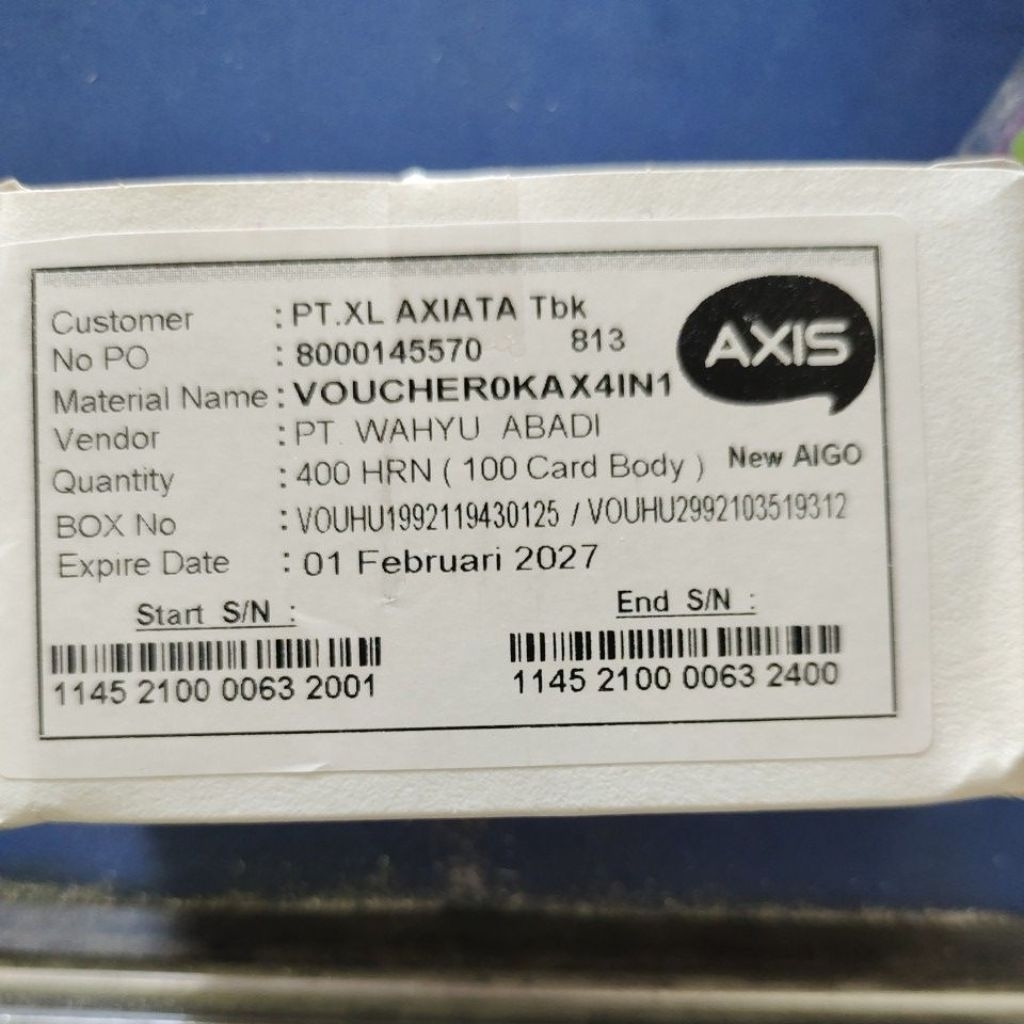 Customer : PT.XL AXIATA Tbk
No PO : 8000145570 813
AXIS
Material Name : VOUCHER0KAX4IN1
Vendor : PT. WAHYU ABADI
Quantity : 400 HRN ( 100 Card Body ) New AIGO
BOX No : VOUHU1992119430125 / VOUHU2992103519312
Expire Date : 01 Februari 2027
Start S/N : End S/N :
1145 2100 0063 2001 1145 2100 0063 2400